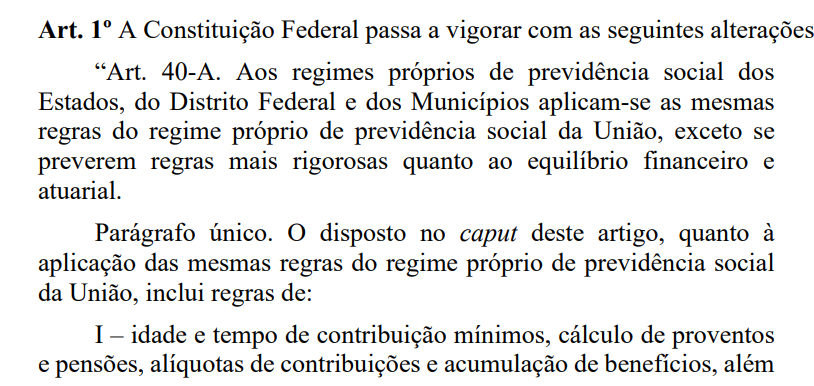 Art. 1º A Constituição Federal passa a vigorar com as seguintes alterações
“Art. 40-A. Aos regimes próprios de previdência social dos
Estados, do Distrito Federal e dos Municípios aplicam-se as mesmas
regras do regime próprio de previdência social da União, exceto se
preverem regras mais rigorosas quanto ao equilíbrio financeiro e
atuarial.
Parágrafo único. O disposto no caput deste artigo, quanto à
aplicação das mesmas regras do regime próprio de previdência social
da União, inclui regras de:
I – idade e tempo de contribuição mínimos, cálculo de proventos
e pensões, alíquotas de contribuições e acumulação de benefícios, além